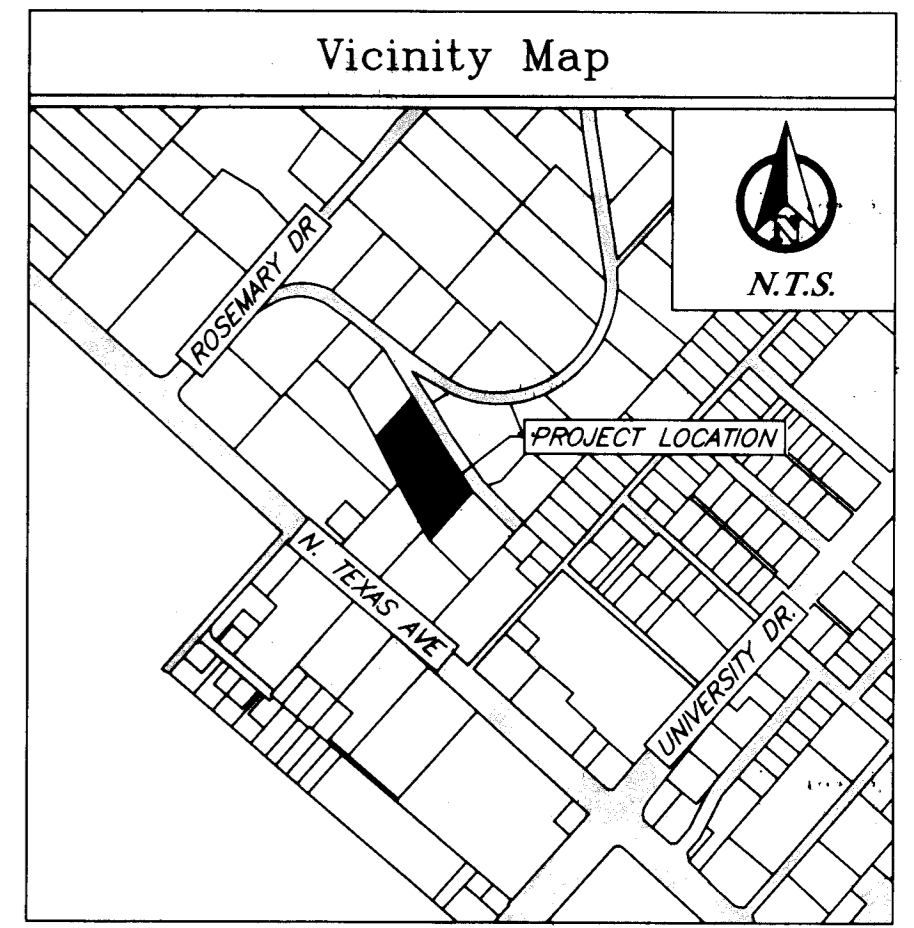 Vicinity Map
N
N.T.S.
ROSEMARY DR
PROJECT LOCATION
N. TEXAS AVE
UNIVERSITY DR.